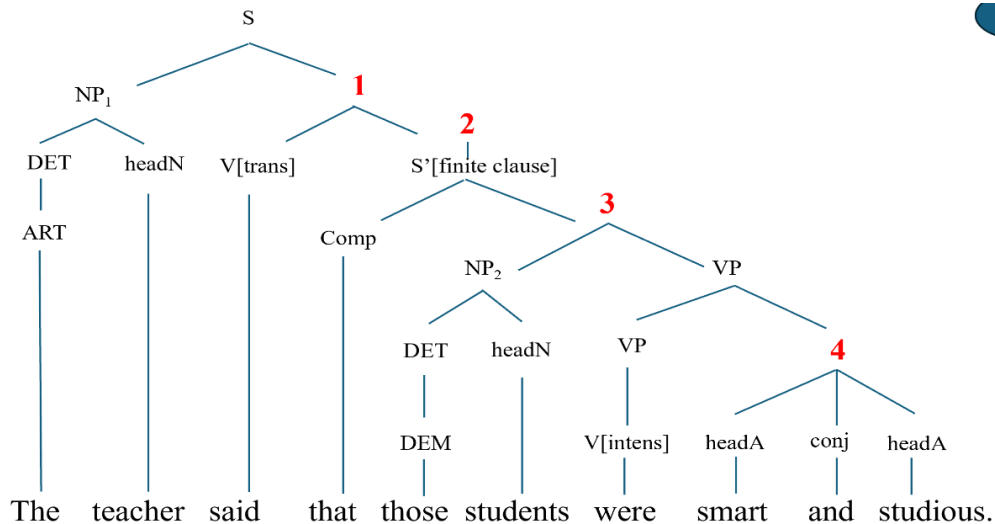 S
1
NP₁
2
DET headN V[trans] S'[finite clause]
3
ART Comp
NP₂ VP
DET headN VP 4
DEM V[intens] headA conj headA
The teacher said that those students were smart and studious.